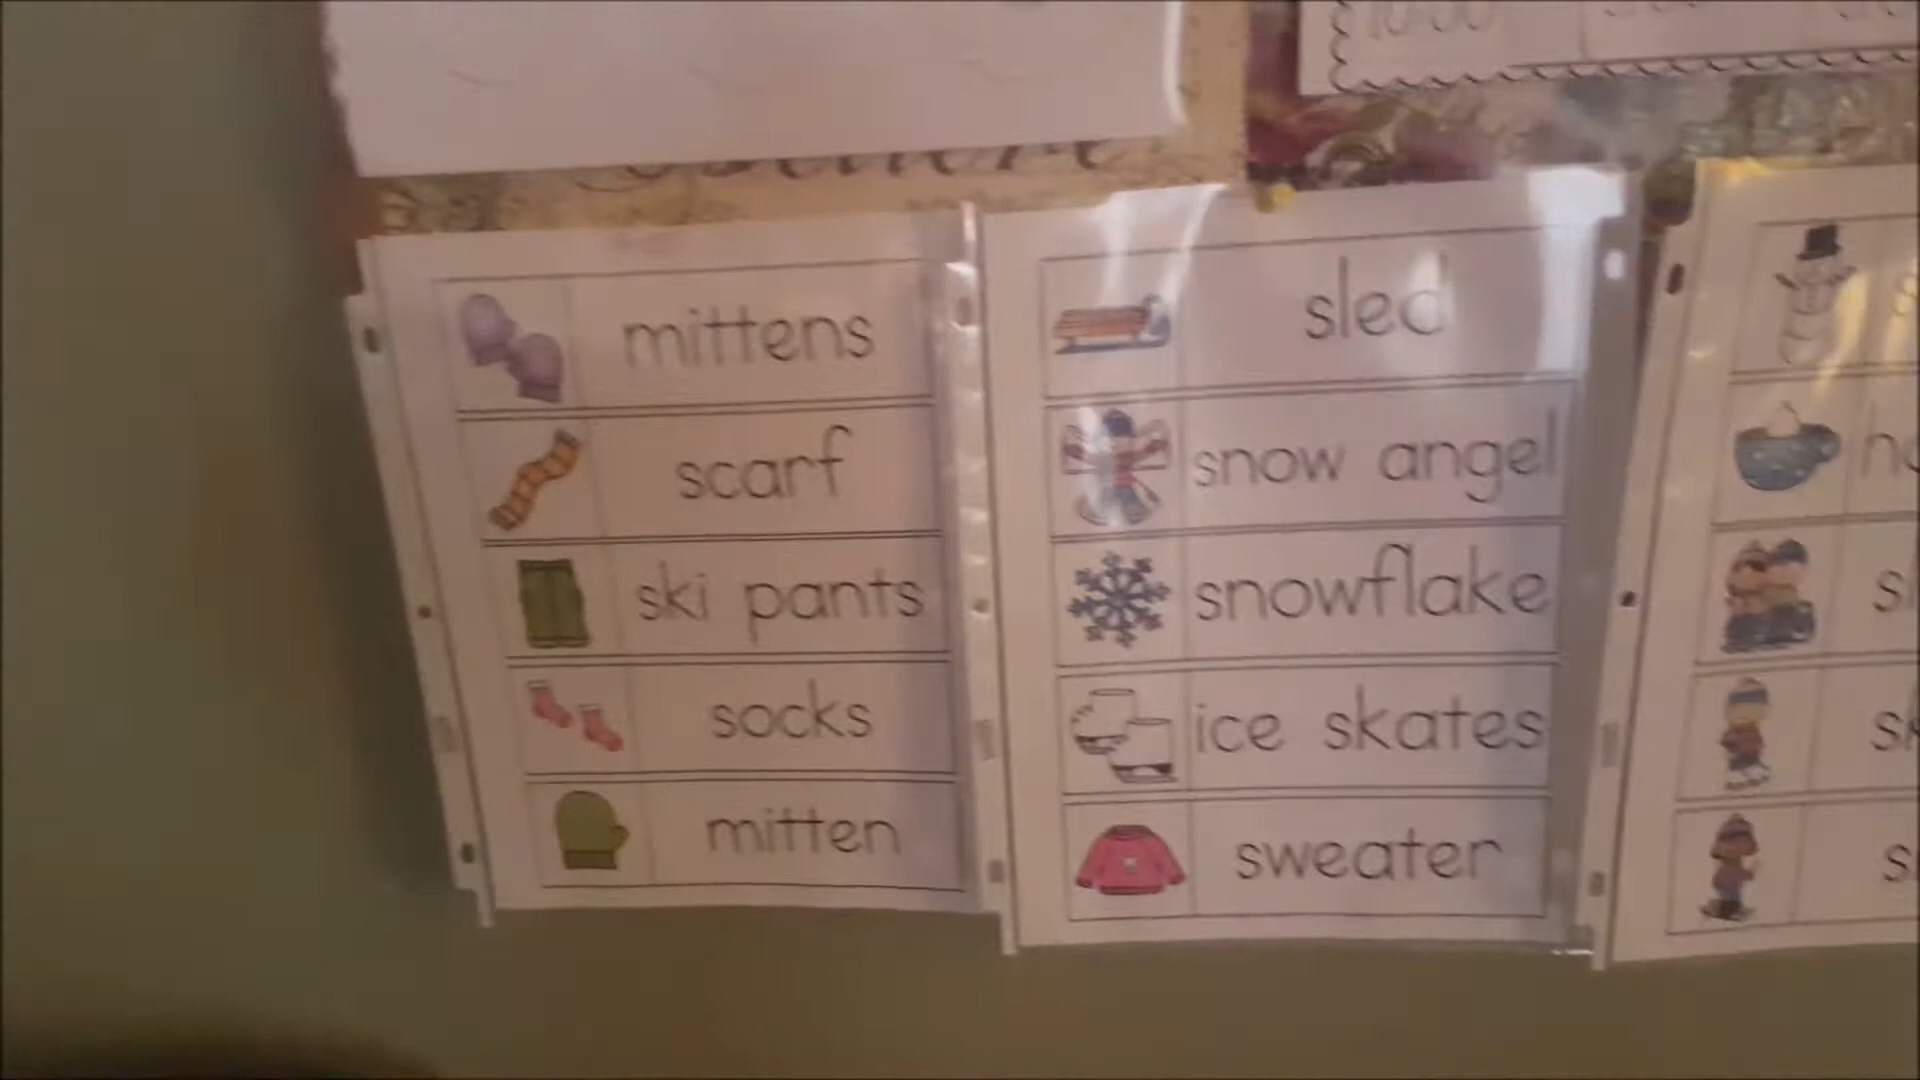 mittens
scarf
ski pants
socks
mitten
sled
snow angel
snowflake
ice skates
sweater